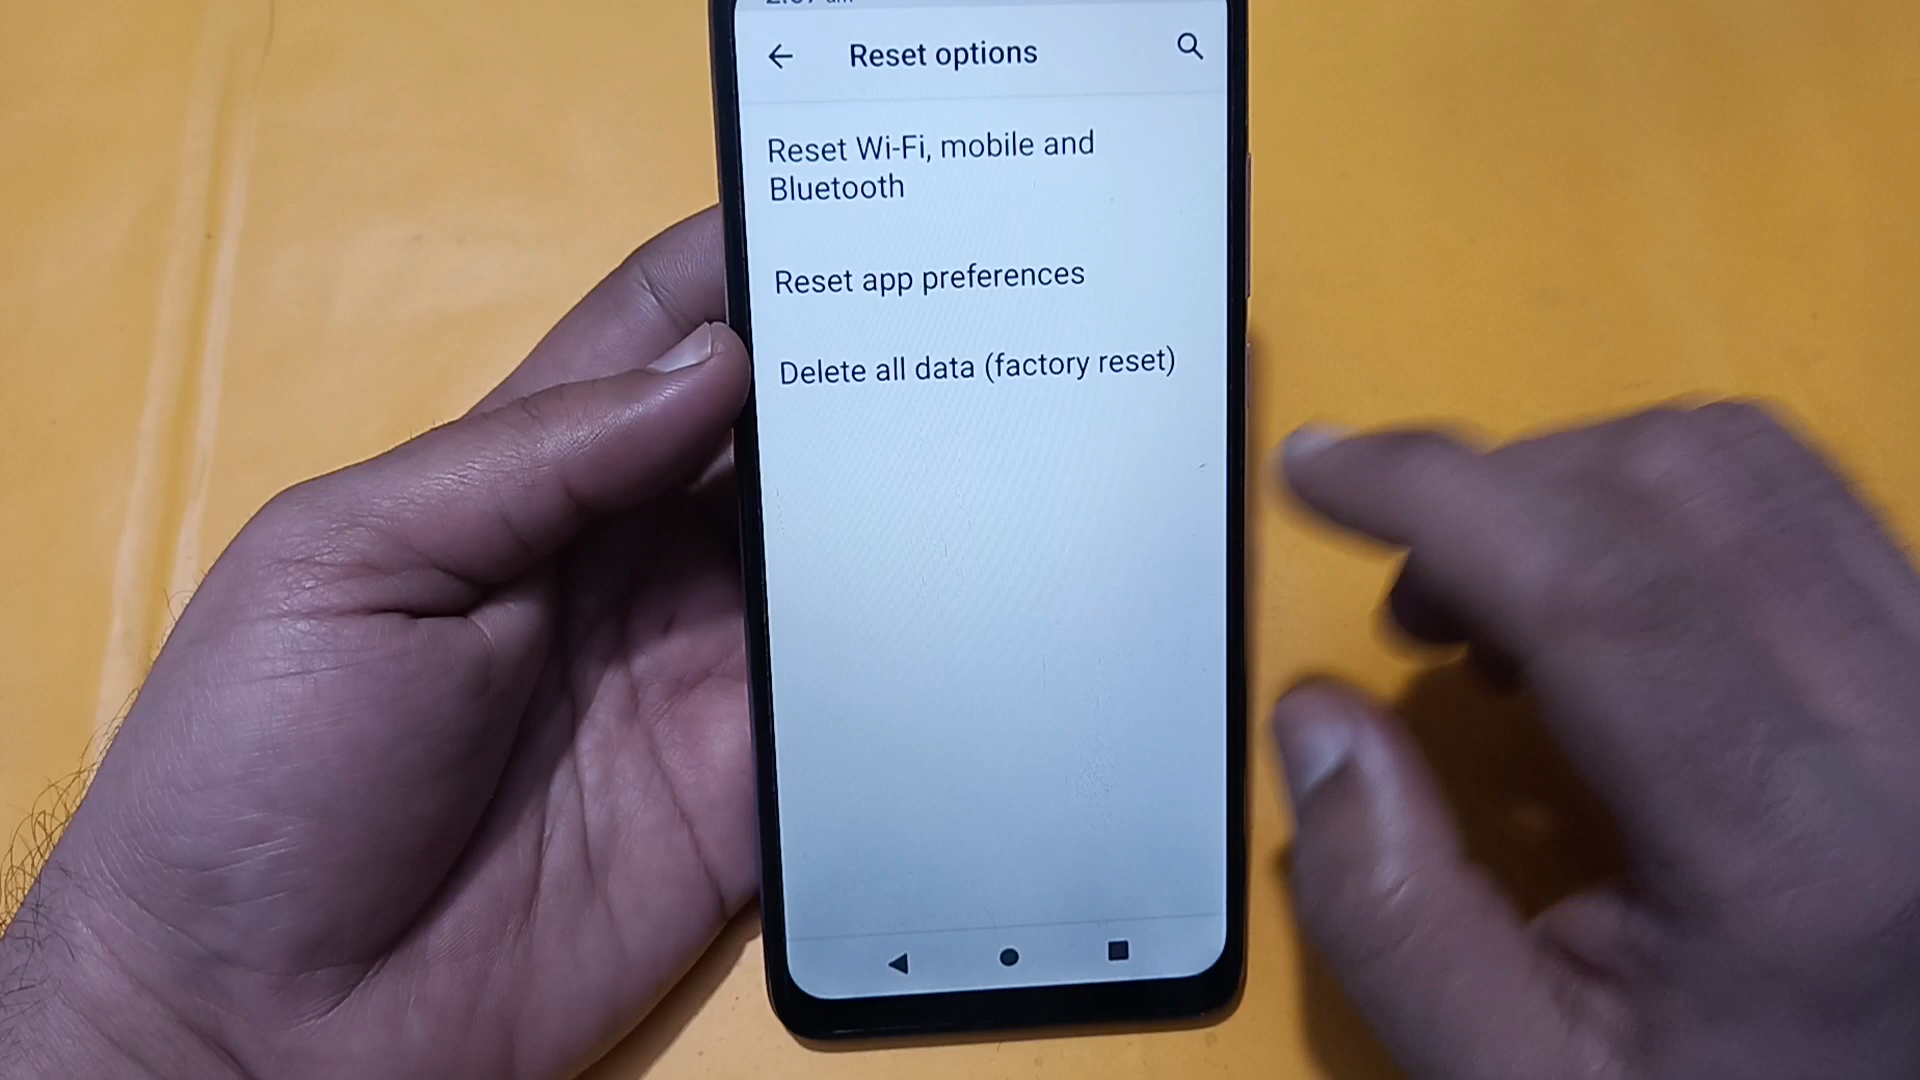 Reset options
Reset Wi-Fi, mobile and
Bluetooth
Reset app preferences
Delete all data (factory reset)